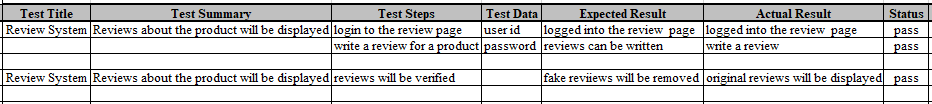 Test Title Test Summary Test Steps Test Data Expected Result Actual Result Status
Review System Reviews about the product will be displayed login to the review page user id logged into the review page logged into the review page pass
write a review for a product password reviews can be written write a review pass
Review System Reviews about the product will be displayed reviews will be verified fake reviiews will be removed original reviews will be displayed pass